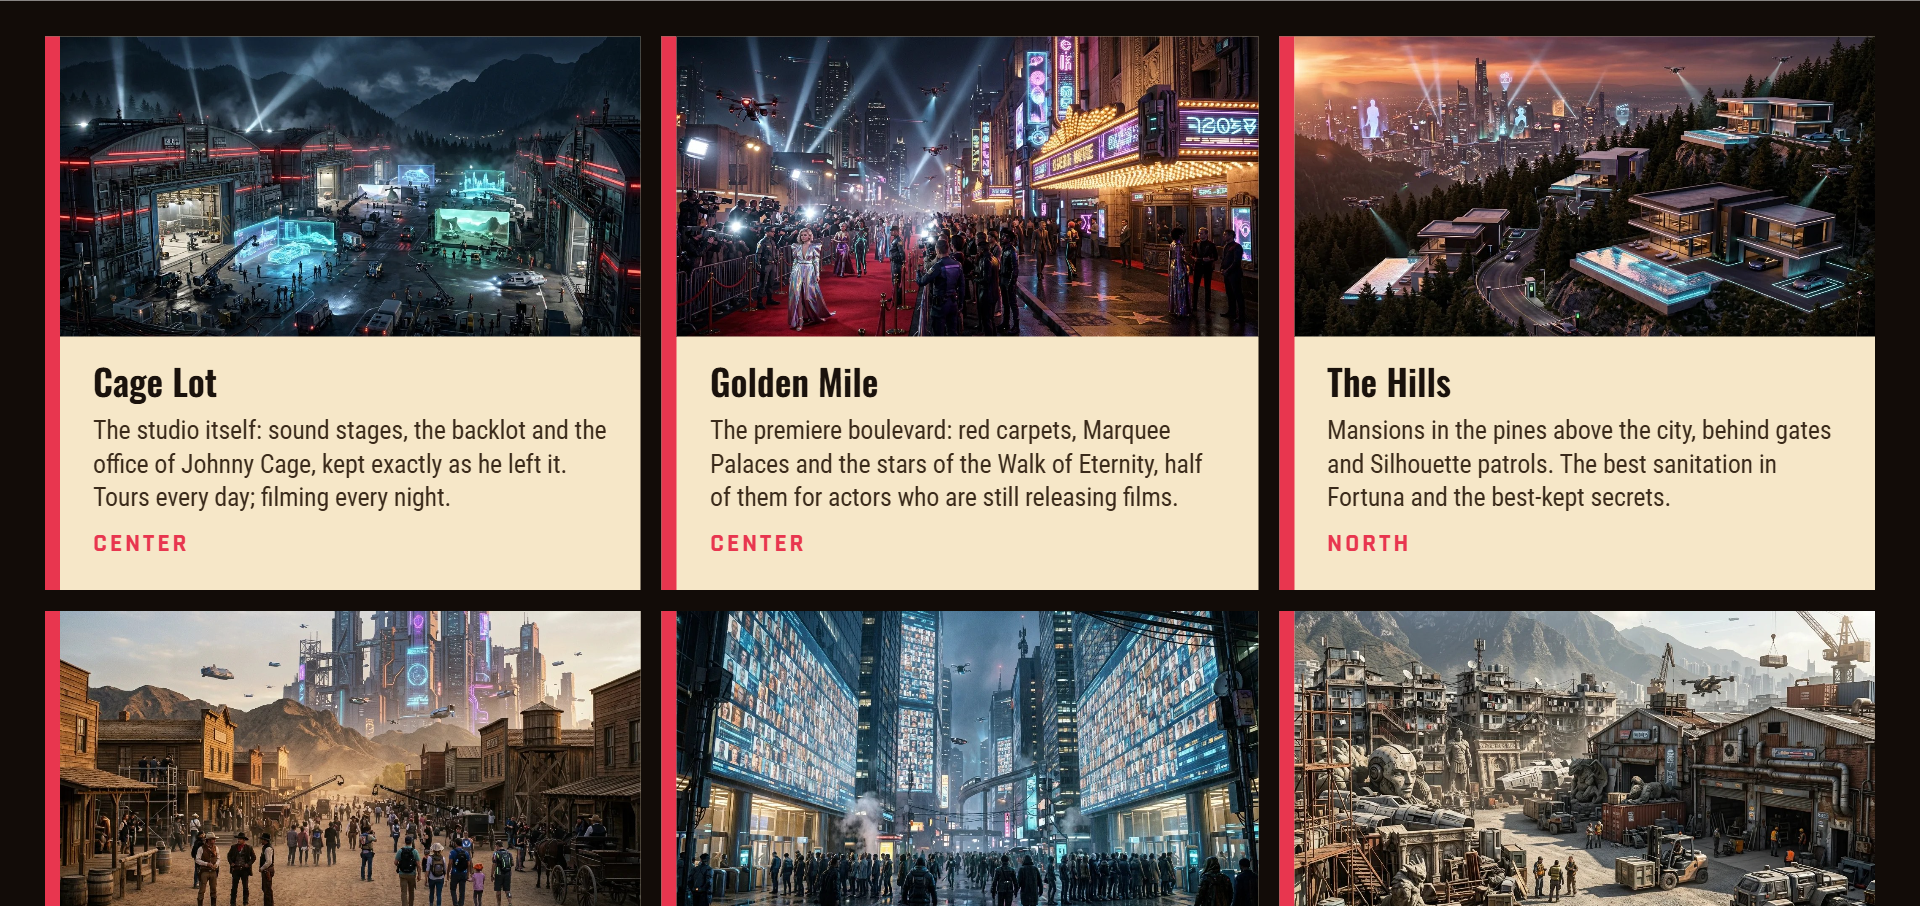 Cage Lot
The studio itself: sound stages, the backlot and the
office of Johnny Cage, kept exactly as he left it.
Tours every day; filming every night.
CENTER
Golden Mile
The premiere boulevard: red carpets, Marquee
Palaces and the stars of the Walk of Eternity, half
of them for actors who are still releasing films.
CENTER
The Hills
Mansions in the pines above the city, behind gates
and Silhouette patrols. The best sanitation in
Fortuna and the best-kept secrets.
NORTH